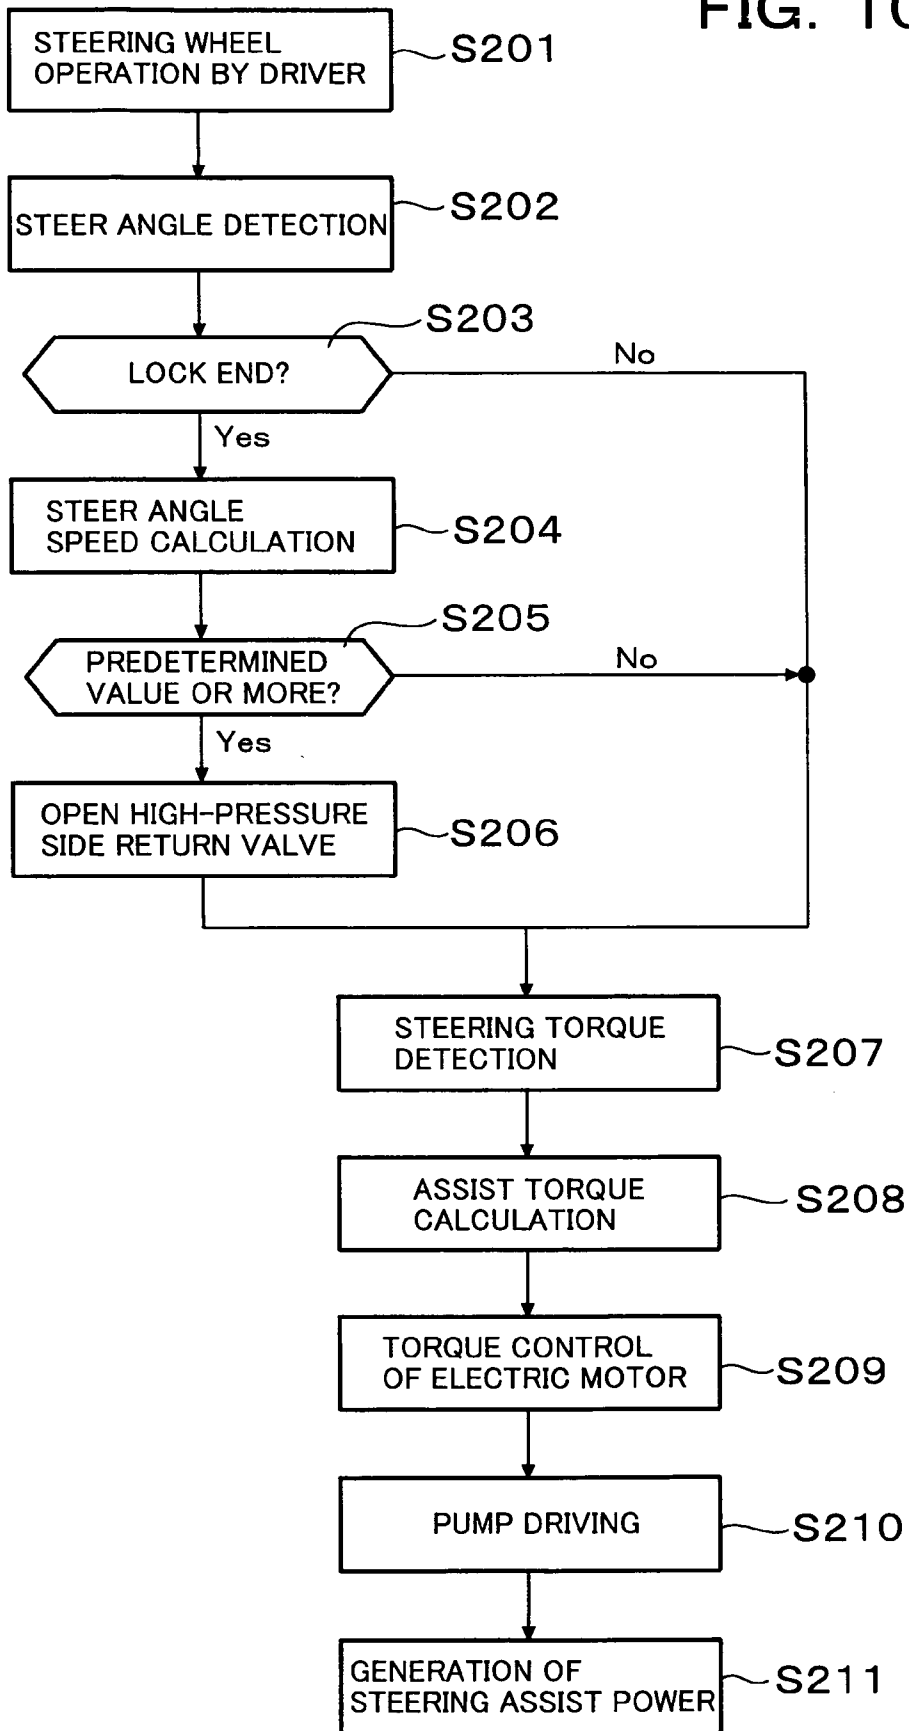 FIG. 10
STEERING WHEEL
OPERATION BY DRIVER
S201
STEER ANGLE DETECTION
S202
S203
LOCK END?
No
Yes
STEER ANGLE
SPEED CALCULATION
S204
S205
PREDETERMINED
VALUE OR MORE?
No
Yes
OPEN HIGH-PRESSURE
SIDE RETURN VALVE
S206
STEERING TORQUE
DETECTION
S207
ASSIST TORQUE
CALCULATION
S208
TORQUE CONTROL
OF ELECTRIC MOTOR
S209
PUMP DRIVING
S210
GENERATION OF
STEERING ASSIST POWER
S211